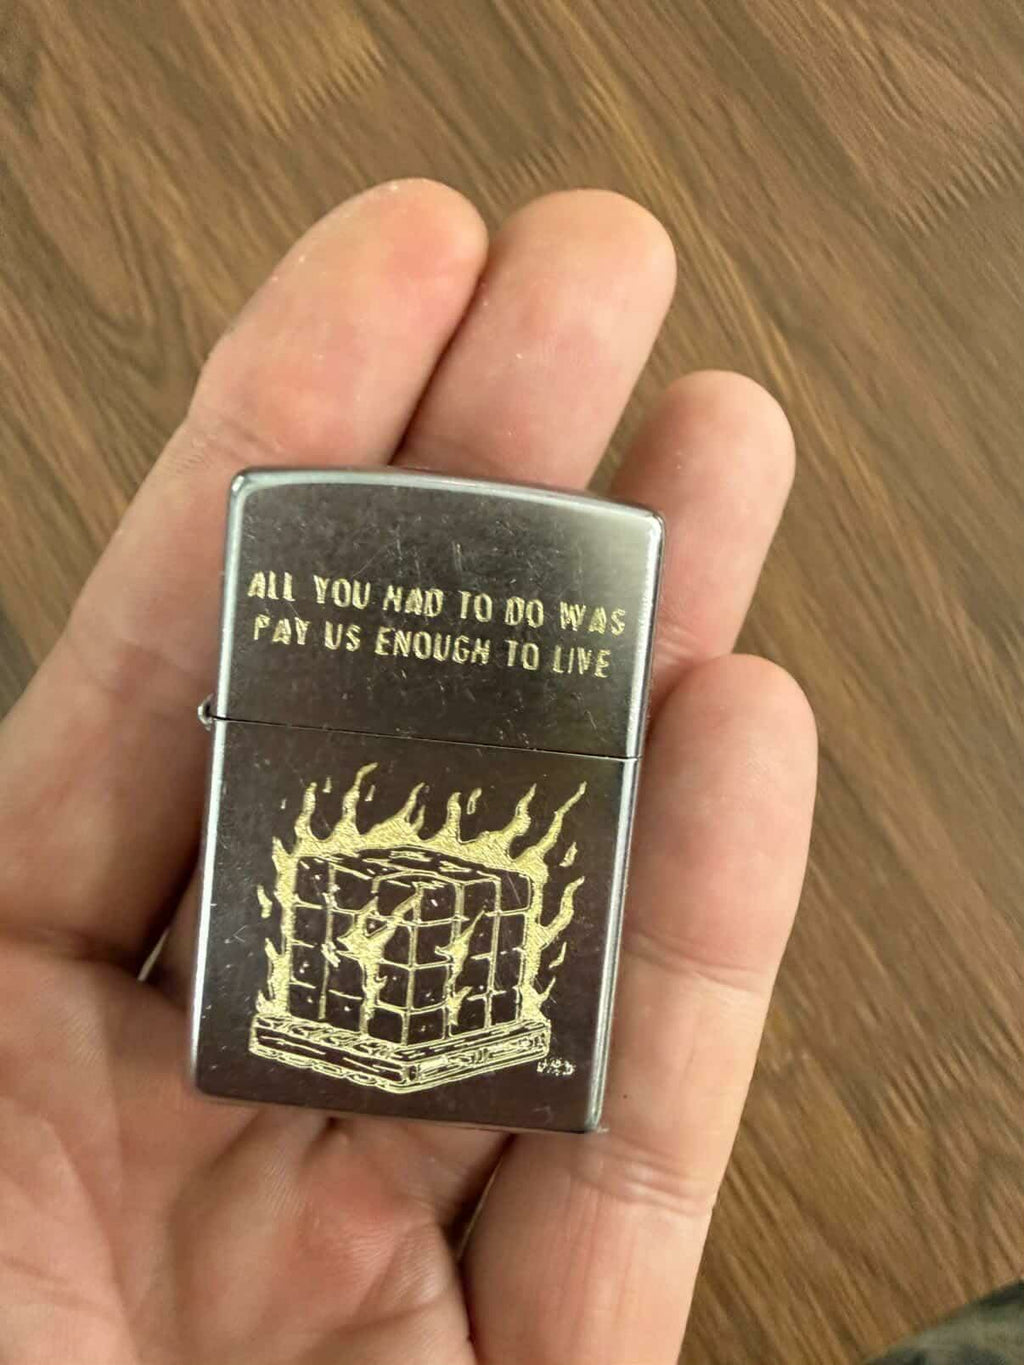 ALL YOU HAD TO DO WAS
PAY US ENOUGH TO LIVE